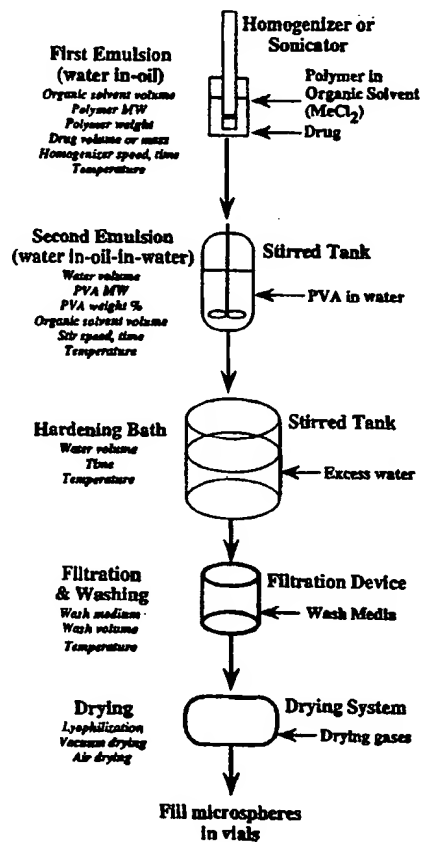 Homogenizer or
Sonicator
First Emulsion
(water in-oil)
Organic solvent volume
Polymer MW
Polymer weight
Drug volume or mass
Homogenizer speed, time
Temperature
Polymer in
Organic Solvent
(MeCl2)
Drug
Second Emulsion
(water in-oil-in-water)
Water volume
PVA MW
PVA weight %
Organic solvent volume
Stir speed, time
Temperature
Stirred Tank
PVA in water
Hardening Bath
Water volume
Time
Temperature
Stirred Tank
Excess water
Filtration
& Washing
Wash medium
Wash volume
Temperature
Filtration Device
Wash Media
Drying
Lyophilization
Vacuum drying
Air drying
Drying System
Drying gases
Fill microspheres
in vials